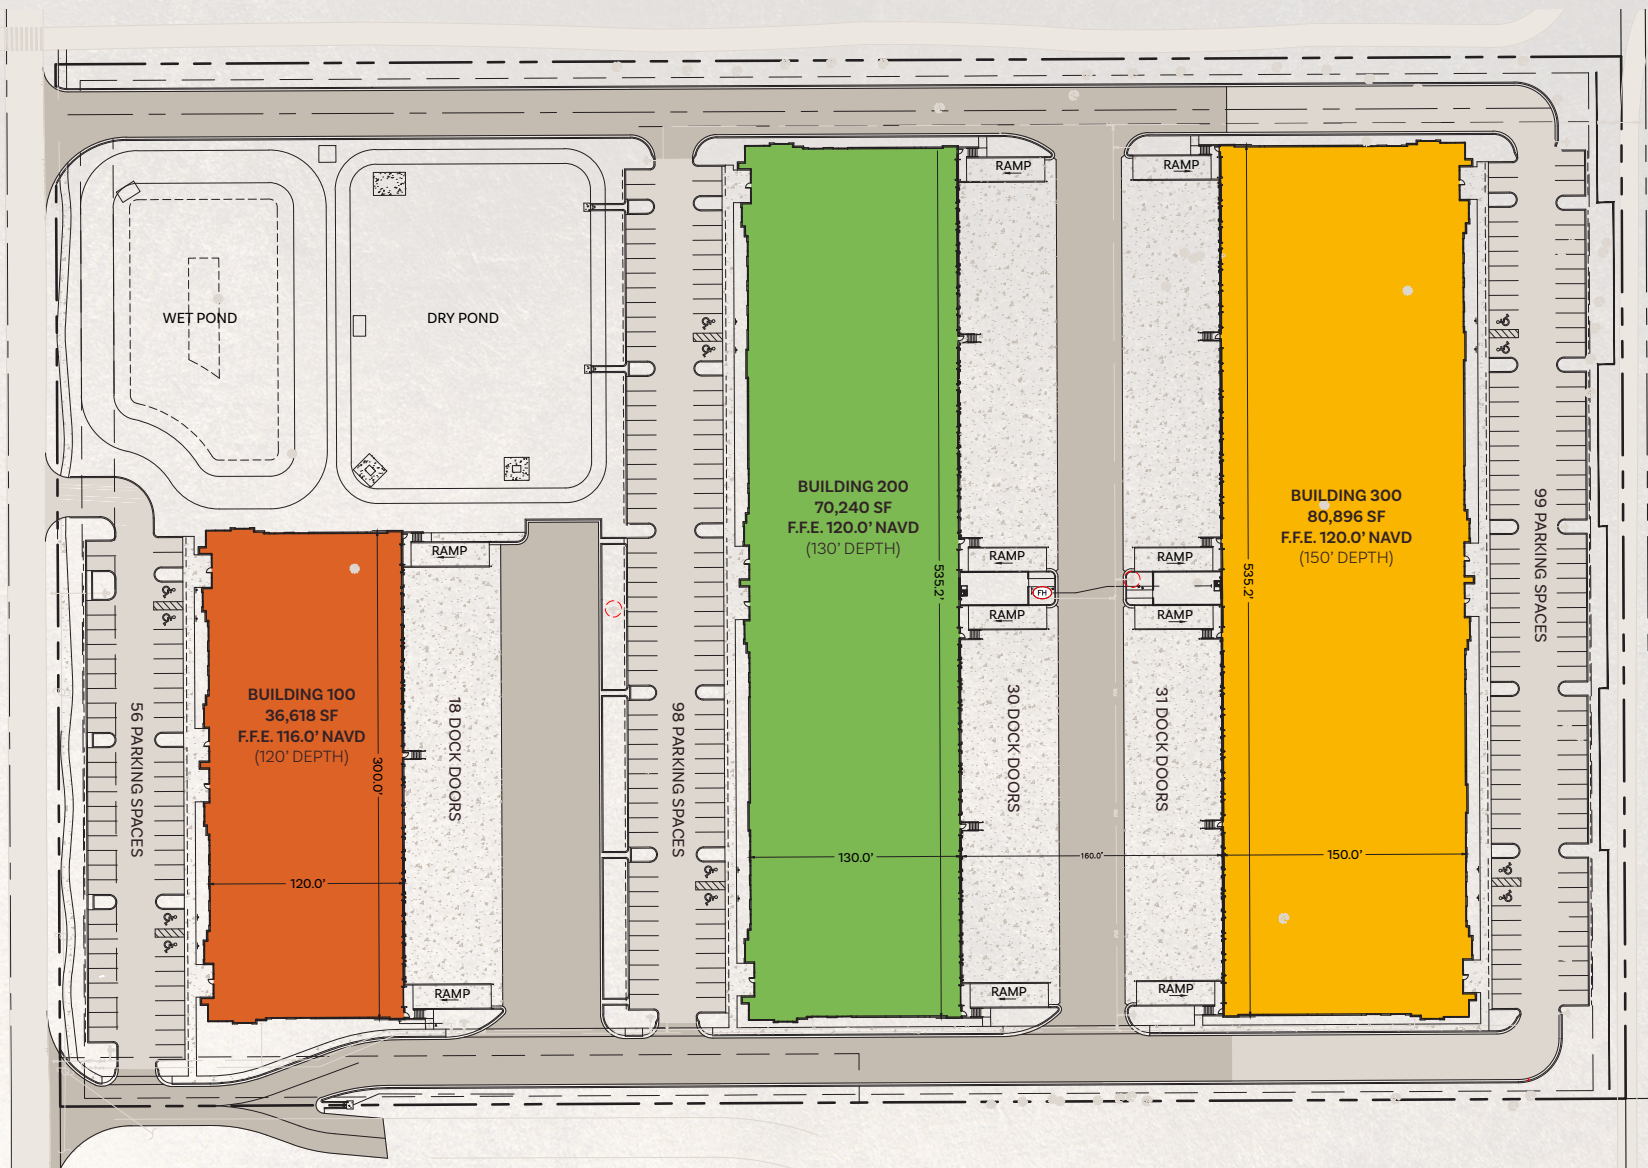 RAMP
RAMP
WET POND
DRY POND
BUILDING 200
70,240 SF
F.F.E. 120.0' NAVD
(130' DEPTH)
535.2'
130.0'
BUILDING 300
80,896 SF
F.F.E. 120.0' NAVD
(150' DEPTH)
535.2'
150.0'
99 PARKING SPACES
RAMP
RAMP
RAMP
FH
RAMP
RAMP
BUILDING 100
36,618 SF
F.F.E. 116.0' NAVD
(120' DEPTH)
300.0'
120.0'
56 PARKING SPACES
18 DOCK DOORS
98 PARKING SPACES
30 DOCK DOORS
31 DOCK DOORS
160.0'
RAMP
RAMP
RAMP